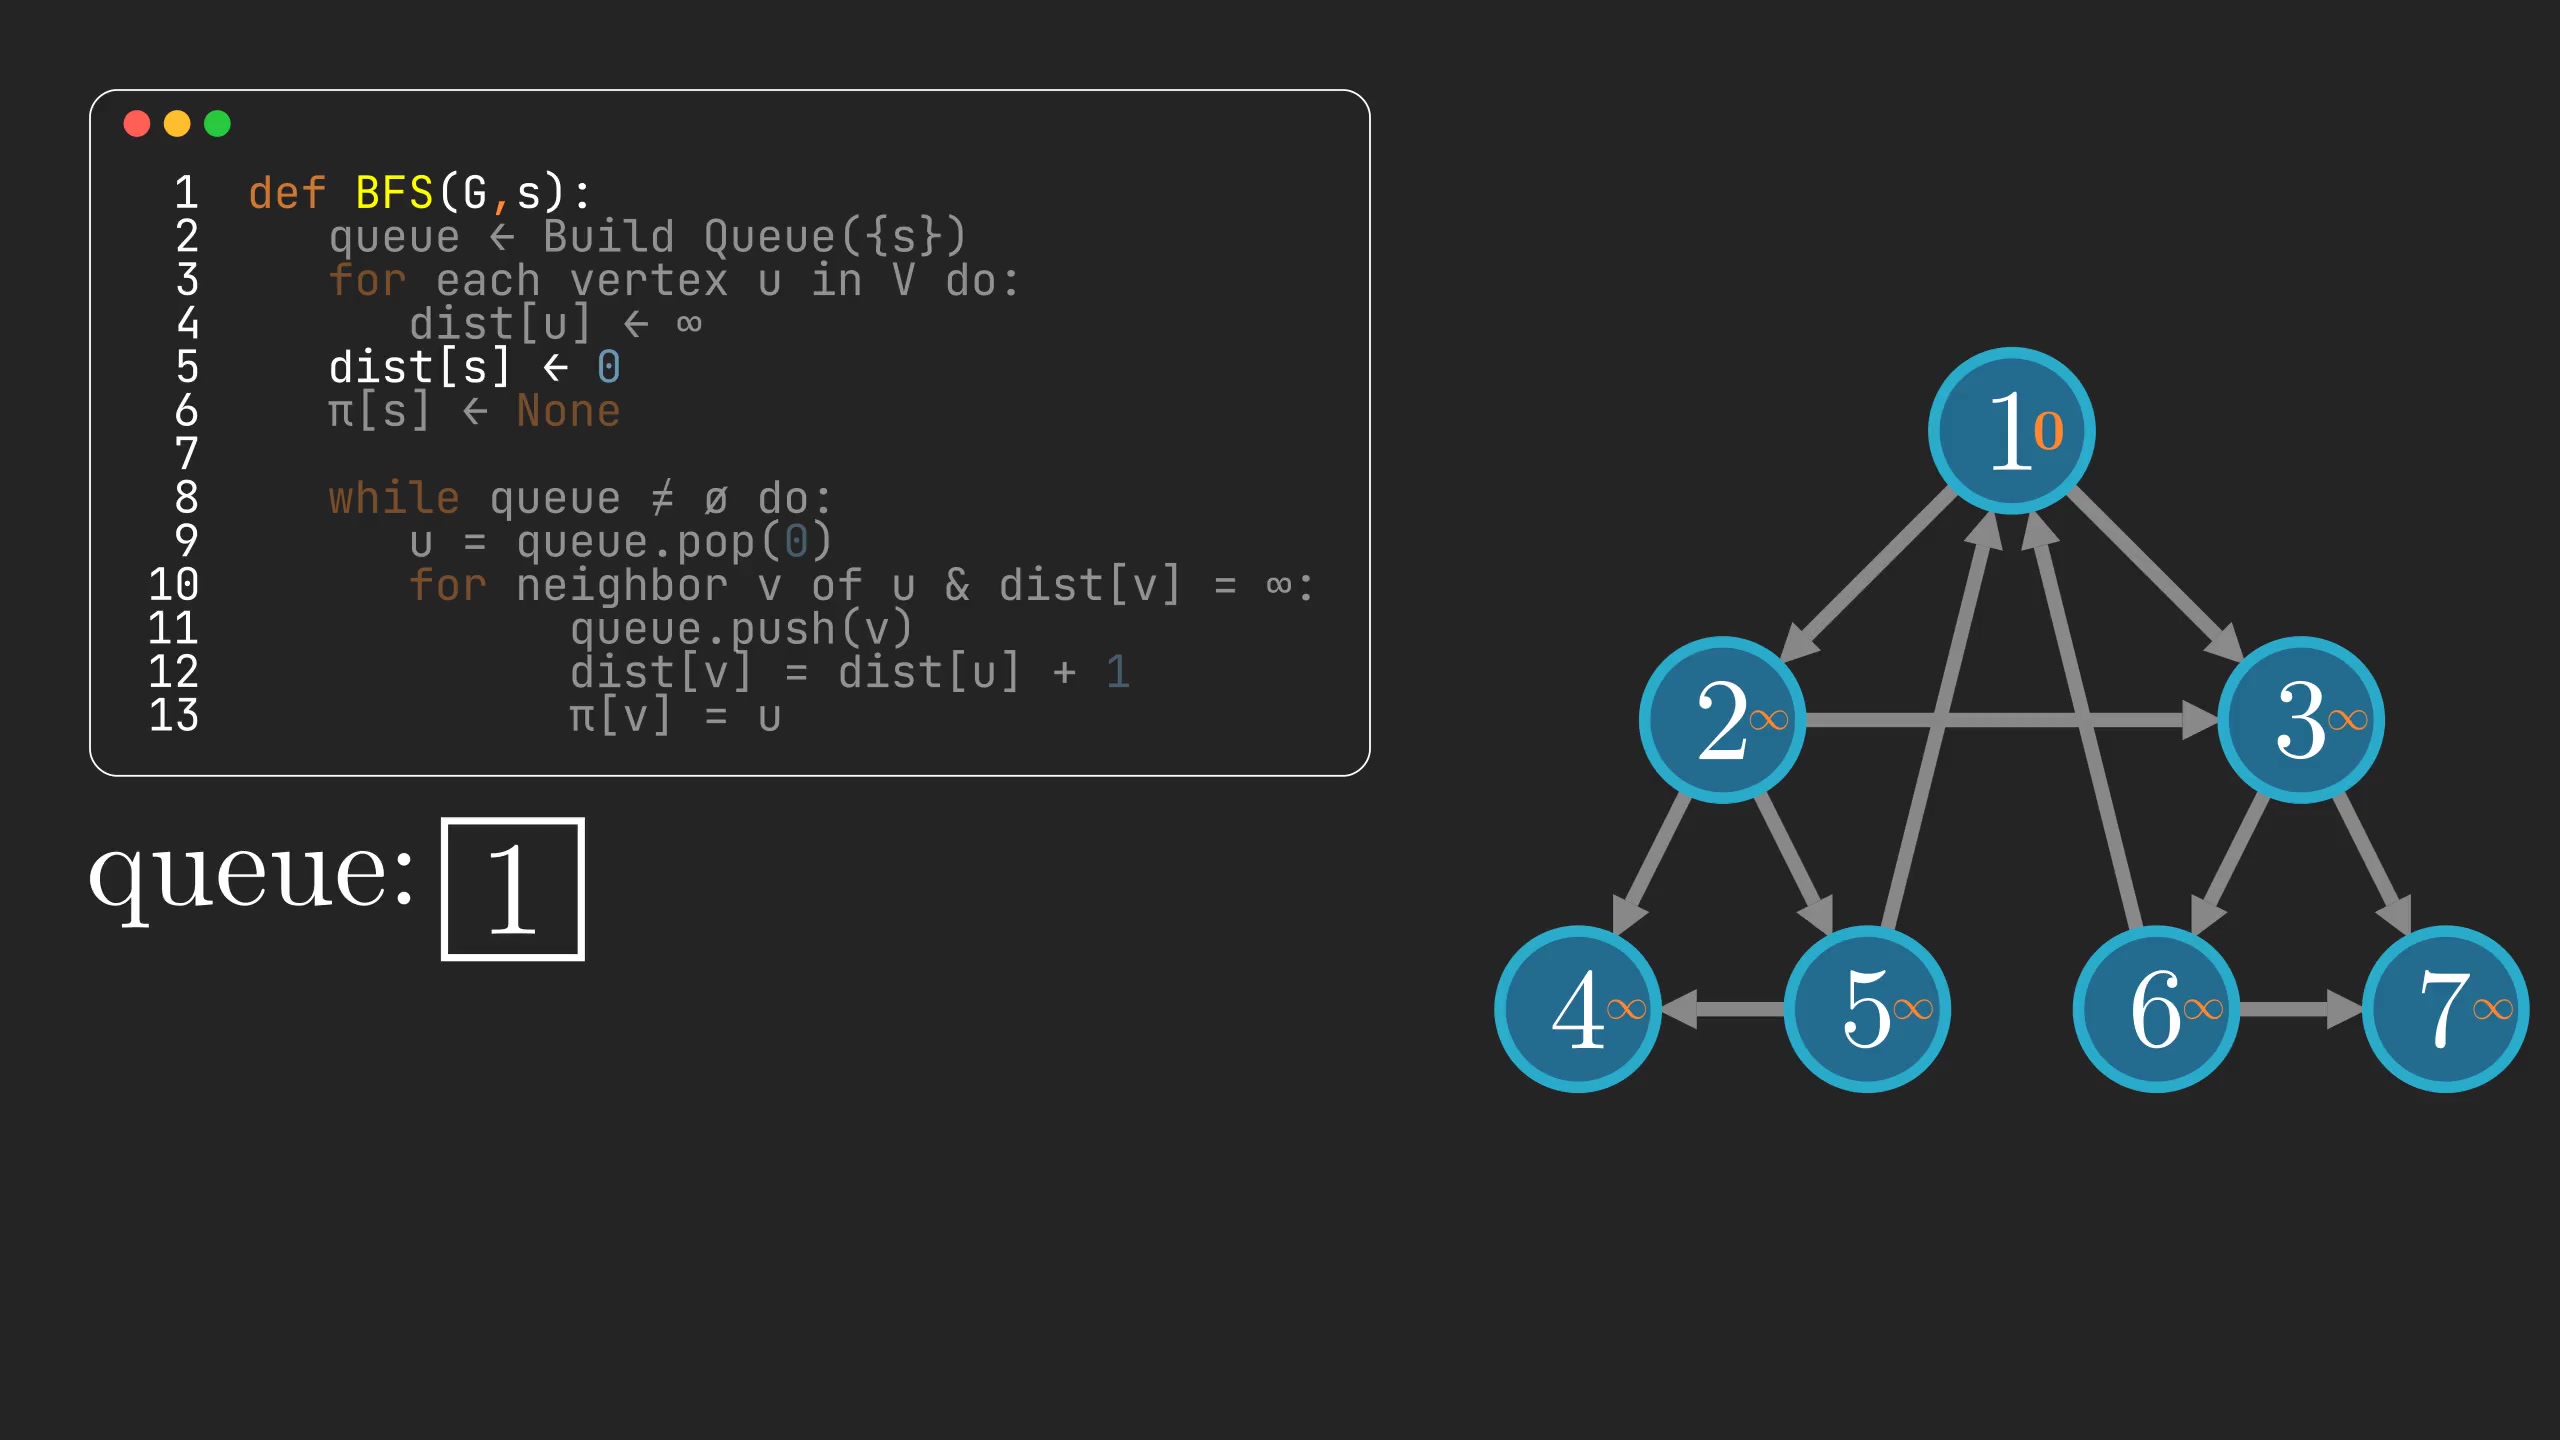 1 def BFS(G,s):
2 queue ← Build Queue({s})
3 for each vertex u in V do:
4 dist[u] ← ∞
5 dist[s] ← 0
6 π[s] ← None
7
8 while queue ≠ ø do:
9 u = queue.pop(0)
10 for neighbor v of u & dist[v] = ∞:
11 queue.push(v)
12 dist[v] = dist[u] + 1
13 π[v] = u
queue: 1
1 0
2 ∞ 3 ∞
4 ∞ 5 ∞ 6 ∞ 7 ∞